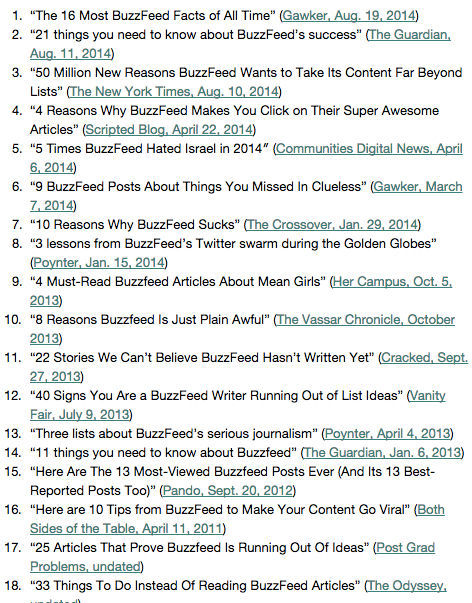 1. “The 16 Most BuzzFeed Facts of All Time” (Gawker, Aug. 19, 2014)
2. “21 things you need to know about BuzzFeed’s success” (The Guardian,
Aug. 11, 2014)
3. “50 Million New Reasons BuzzFeed Wants to Take Its Content Far Beyond
Lists” (The New York Times, Aug. 10, 2014)
4. “4 Reasons Why BuzzFeed Makes You Click on Their Super Awesome
Articles” (Scripted Blog, April 22, 2014)
5. “5 Times BuzzFeed Hated Israel in 2014″ (Communities Digital News, April
6, 2014)
6. “9 BuzzFeed Posts About Things You Missed In Clueless” (Gawker, March
7, 2014)
7. “10 Reasons Why BuzzFeed Sucks” (The Crossover, Jan. 29, 2014)
8. “3 lessons from BuzzFeed’s Twitter swarm during the Golden Globes”
(Poynter, Jan. 15, 2014)
9. “4 Must-Read Buzzfeed Articles About Mean Girls” (Her Campus, Oct. 5,
2013)
10. “8 Reasons Buzzfeed Is Just Plain Awful” (The Vassar Chronicle, October
2013)
11. “22 Stories We Can’t Believe BuzzFeed Hasn’t Written Yet” (Cracked, Sept.
27, 2013)
12. “40 Signs You Are a BuzzFeed Writer Running Out of List Ideas” (Vanity
Fair, July 9, 2013)
13. “Three lists about BuzzFeed’s serious journalism” (Poynter, April 4, 2013)
14. “11 things you need to know about Buzzfeed” (The Guardian, Jan. 6, 2013)
15. “Here Are The 13 Most-Viewed Buzzfeed Posts Ever (And Its 13 Best-
Reported Posts Too)” (Pando, Sept. 20, 2012)
16. “Here are 10 Tips from BuzzFeed to Make Your Content Go Viral” (Both
Sides of the Table, April 11, 2011)
17. “25 Articles That Prove Buzzfeed Is Running Out Of Ideas” (Post Grad
Problems, undated)
18. “33 Things To Do Instead Of Reading BuzzFeed Articles” (The Odyssey,